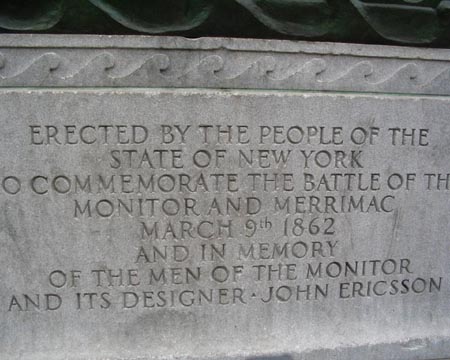 ERECTED BY THE PEOPLE OF THE
STATE OF NEW YORK
O COMMEMORATE THE BATTLE OF TH
MONITOR AND MERRIMAC
MARCH 9th 1862
AND IN MEMORY
OF THE MEN OF THE MONITOR
AND ITS DESIGNER · JOHN ERICSSON